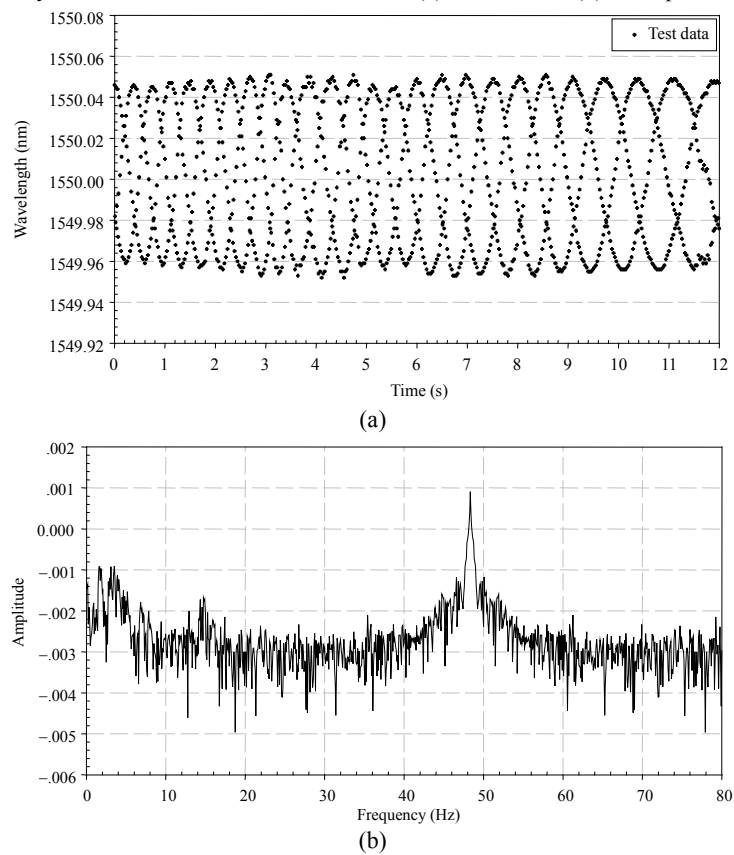 1550.08
1550.06
1550.04
1550.02
1550.00
1549.98
1549.96
1549.94
1549.92
Wavelength (nm)
Test data
0 1 2 3 4 5 6 7 8 9 10 11 12
Time (s)
(a)
.002
.001
0.000
−.001
−.002
−.003
−.004
−.005
−.006
Amplitude
0 10 20 30 40 50 60 70 80
Frequency (Hz)
(b)